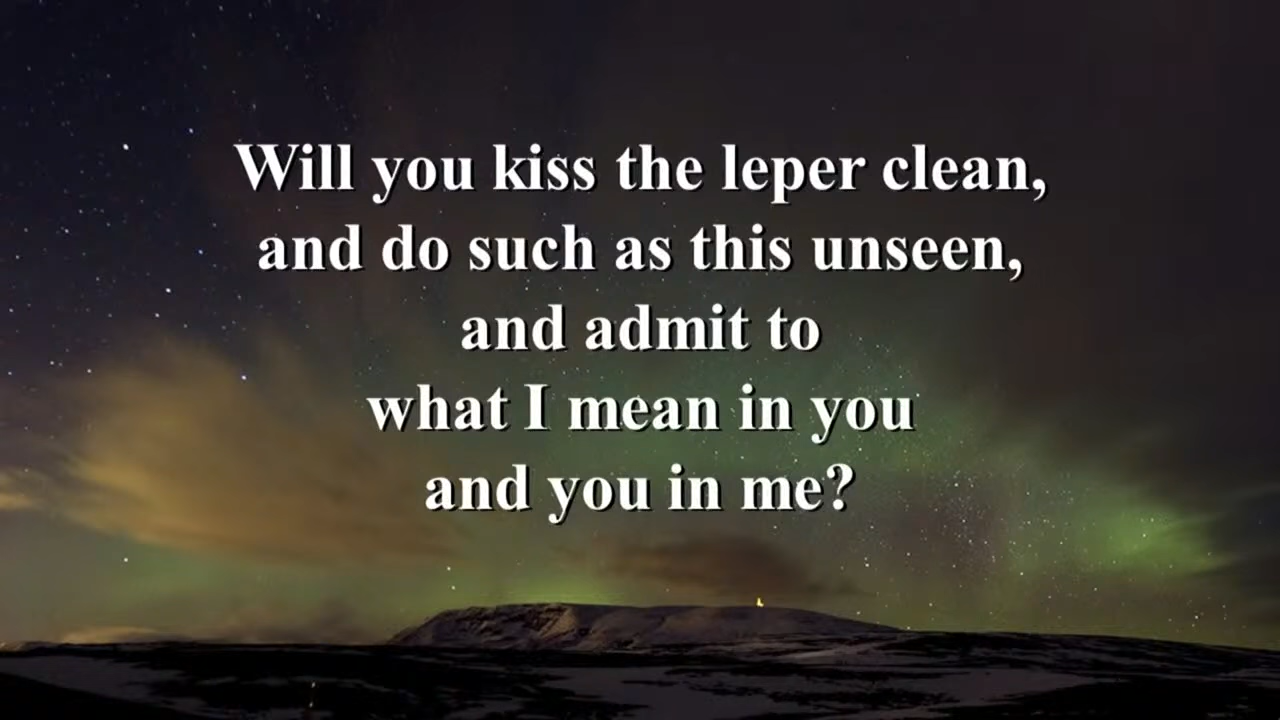 Will you kiss the leper clean,
and do such as this unseen,
and admit to
what I mean in you
and you in me?